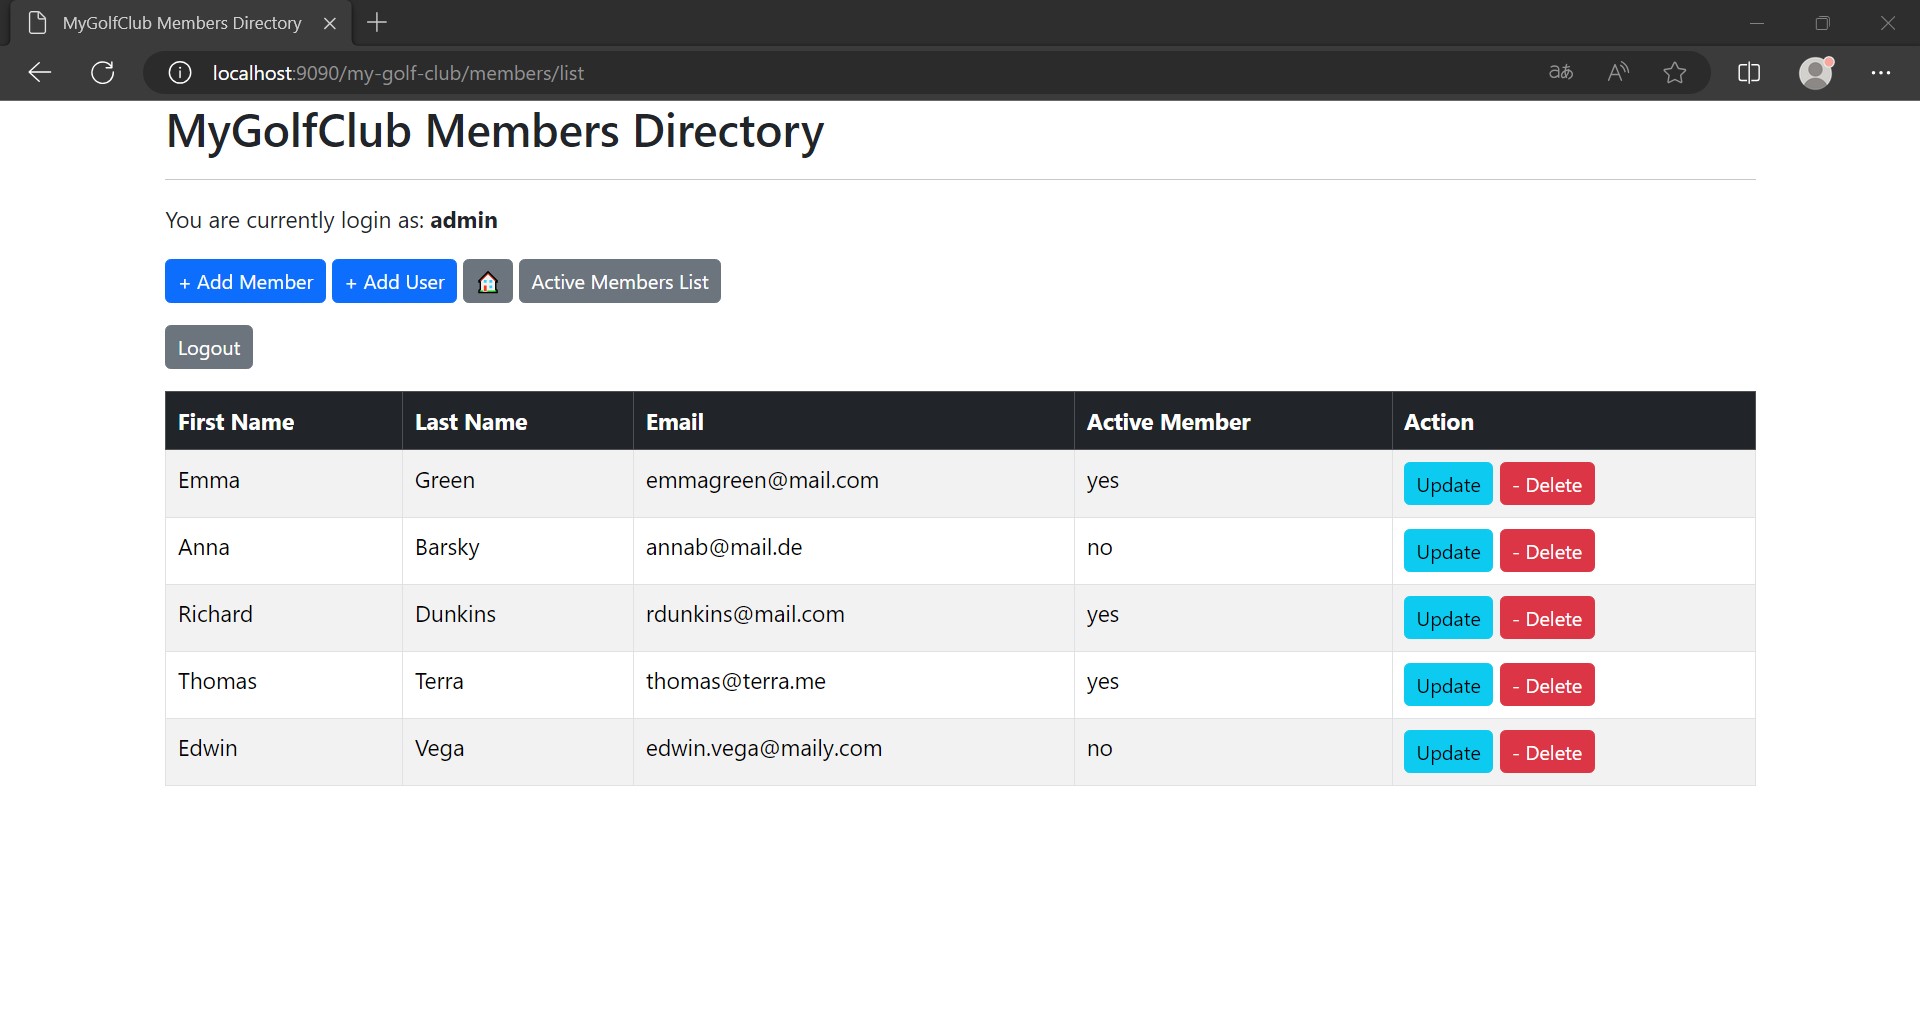 MyGolfClub Members Directory
localhost:9090/my-golf-club/members/list
MyGolfClub Members Directory
You are currently login as: admin
+ Add Member + Add User Active Members List
Logout
First Name Last Name Email Active Member Action
Emma Green emmagreen@mail.com yes Update - Delete
Anna Barsky annab@mail.de no Update - Delete
Richard Dunkins rdunkins@mail.com yes Update - Delete
Thomas Terra thomas@terra.me yes Update - Delete
Edwin Vega edwin.vega@maily.com no Update - Delete